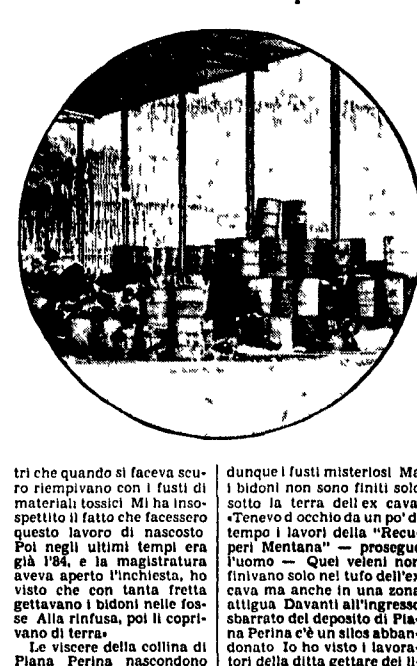 tri che quando si faceva scu-
ro riempivano con i fusti di
materiali tossici Mi ha inso-
spettito il fatto che facessero
questo lavoro di nascosto
Poi negli ultimi tempi era
già l'84, e la magistratura
aveva aperto l'inchiesta, ho
visto che con tanta fretta
gettavano i bidoni nelle fos-
se Alla rinfusa, poi li copri-
vano di terra»
Le viscere della collina di
Piana Perina nascondono
dunque i fusti misteriosi Ma
i bidoni non sono finiti solo
sotto la terra dell ex cava
«Tenevo d occhio da un po' d
tempo i lavori della "Recu-
peri Mentana" — prosegue
l'uomo — Quei veleni non
finivano solo nel tufo dell'ex
cava ma anche in una zona
attigua Davanti all'ingresso
sbarrato del deposito di Pia-
na Perina c'è un silos abban-
donato Io ho visto i lavora-
tori della ditta gettare den-